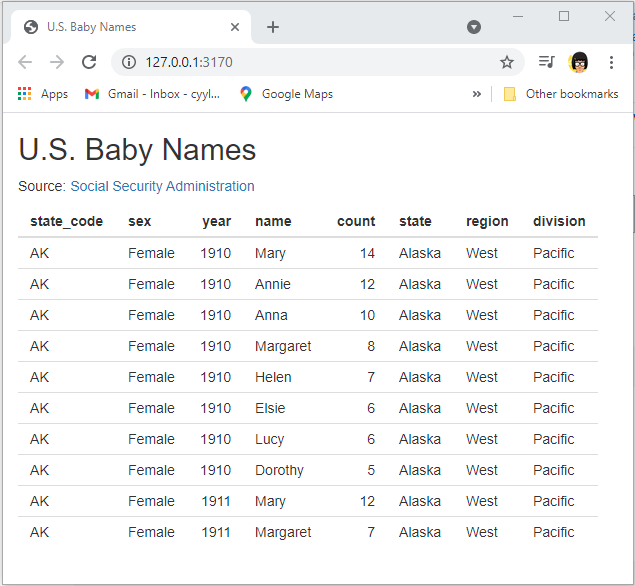 U.S. Baby Names
127.0.0.1:3170
Apps Gmail - Inbox - cyyl... Google Maps » Other bookmarks
U.S. Baby Names
Source: Social Security Administration
state_code sex year name count state region division
AK Female 1910 Mary 14 Alaska West Pacific
AK Female 1910 Annie 12 Alaska West Pacific
AK Female 1910 Anna 10 Alaska West Pacific
AK Female 1910 Margaret 8 Alaska West Pacific
AK Female 1910 Helen 7 Alaska West Pacific
AK Female 1910 Elsie 6 Alaska West Pacific
AK Female 1910 Lucy 6 Alaska West Pacific
AK Female 1910 Dorothy 5 Alaska West Pacific
AK Female 1911 Mary 12 Alaska West Pacific
AK Female 1911 Margaret 7 Alaska West Pacific